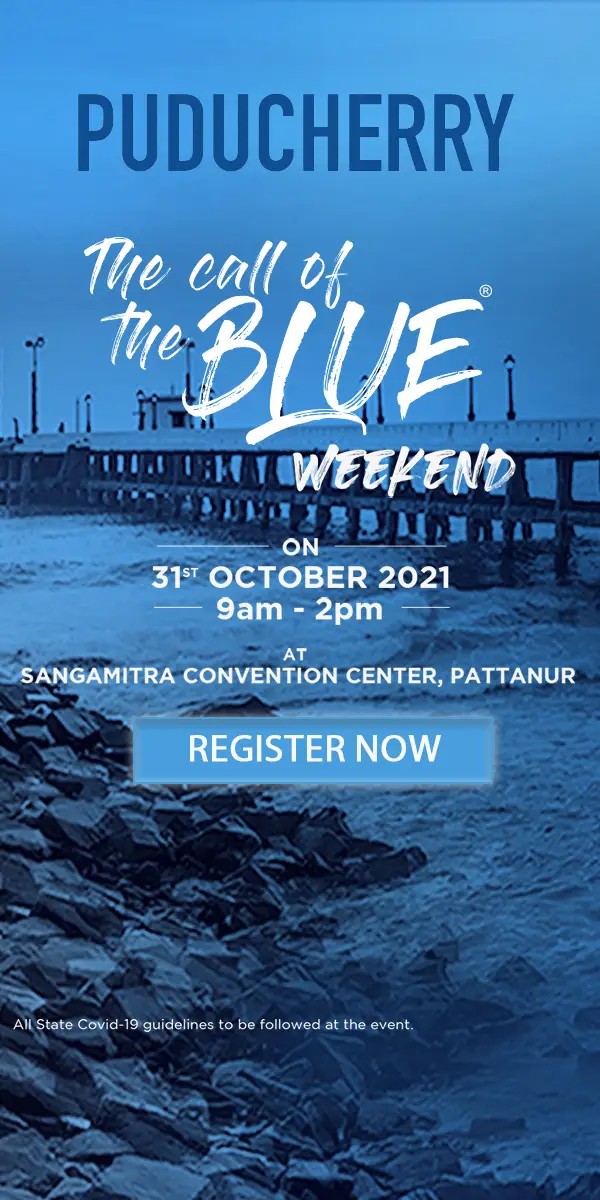 PUDUCHERRY
The call of
the BLUE®
WEEKEND
ON
31ST OCTOBER 2021
9am - 2pm
AT
SANGAMITRA CONVENTION CENTER, PATTANUR
REGISTER NOW
All State Covid-19 guidelines to be followed at the event.